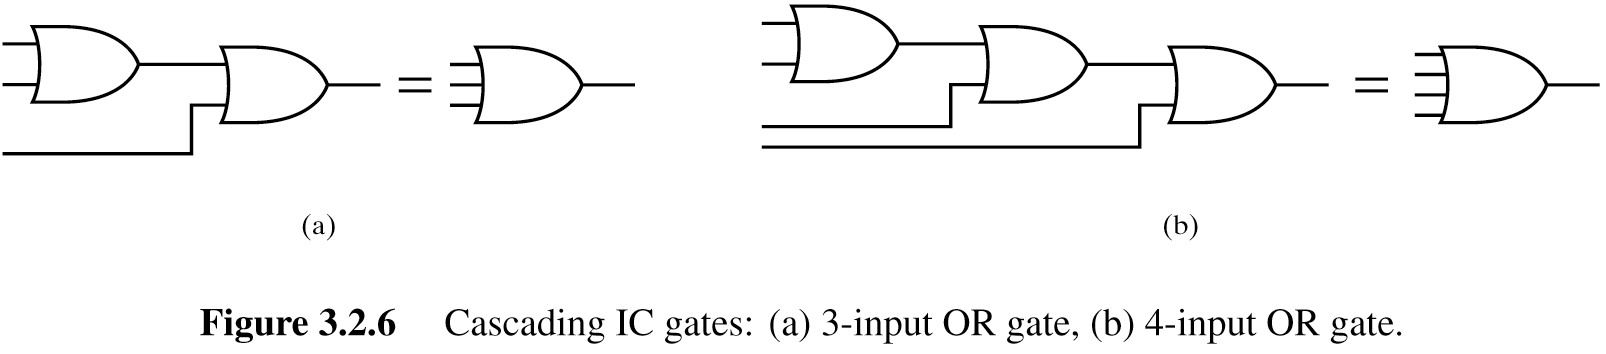 (a) (b)
Figure 3.2.6 Cascading IC gates: (a) 3-input OR gate, (b) 4-input OR gate.